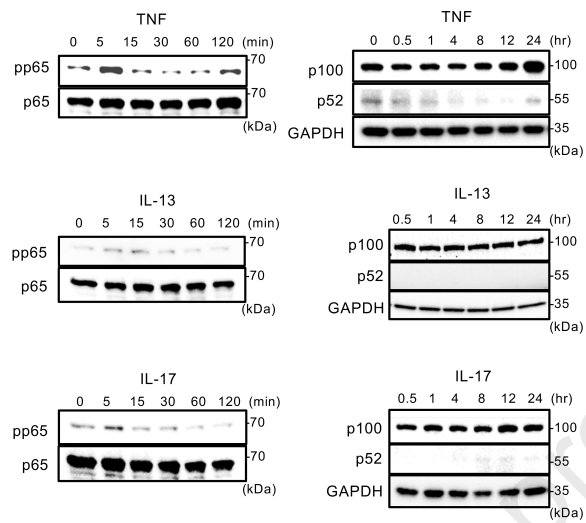 TNF
0 5 15 30 60 120 (min)
pp65
70
p65
70
(kDa)
TNF
0 0.5 1 4 8 12 24 (hr)
p100
100
p52
55
GAPDH
35
(kDa)
IL-13
0 5 15 30 60 120 (min)
pp65
70
p65
70
(kDa)
IL-13
0.5 1 4 8 12 24 (hr)
p100
100
p52
55
GAPDH
35
(kDa)
IL-17
0 5 15 30 60 120 (min)
pp65
70
p65
70
(kDa)
IL-17
0.5 1 4 8 12 24 (hr)
p100
100
p52
55
GAPDH
35
(kDa)